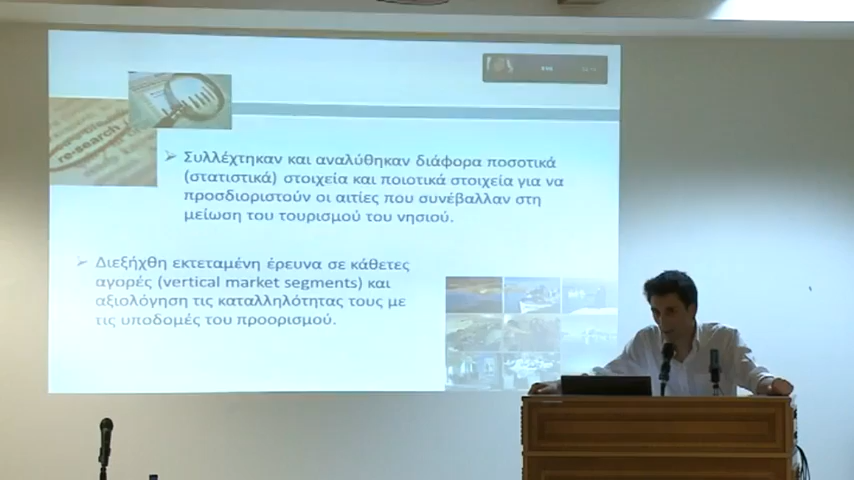 re-search
➢ Συλλέχτηκαν και αναλύθηκαν διάφορα ποσοτικά
(στατιστικά) στοιχεία και ποιοτικά στοιχεία για να
προσδιοριστούν οι αιτίες που συνέβαλλαν στη
μείωση του τουρισμού του νησιού.
➢ Διεξήχθη εκτεταμένη έρευνα σε κάθετες
αγορές (vertical market segments) και
αξιολόγηση τις καταλληλότητας τους με
τις υποδομές του προορισμού.